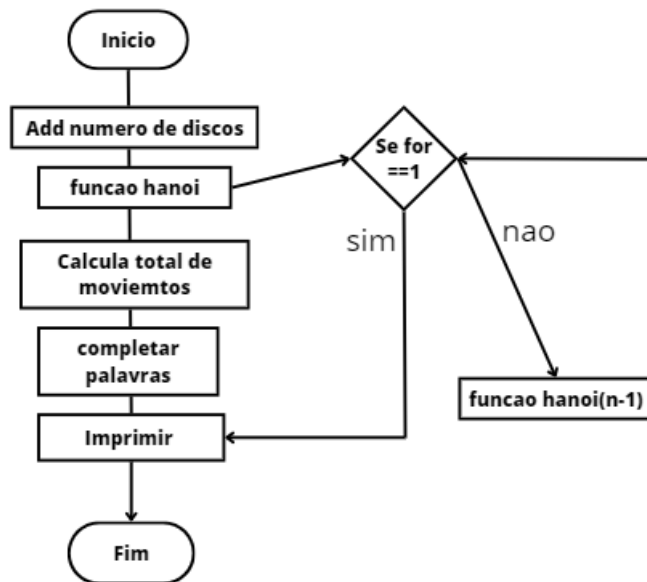 Inicio
Add numero de discos
funcao hanoi
Se for
==1
sim
nao
Calcula total de
moviemtos
completar
palavras
funcao hanoi(n-1)
Imprimir
Fim